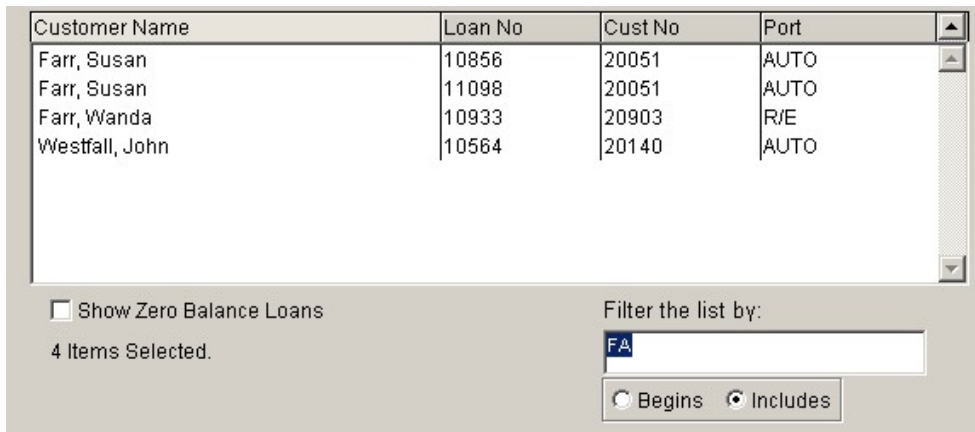 Customer Name Loan No Cust No Port
Farr, Susan 10856 20051 AUTO
Farr, Susan 11098 20051 AUTO
Farr, Wanda 10933 20903 R/E
Westfall, John 10564 20140 AUTO
Show Zero Balance Loans
4 Items Selected.
Filter the list by:
FA
Begins Includes